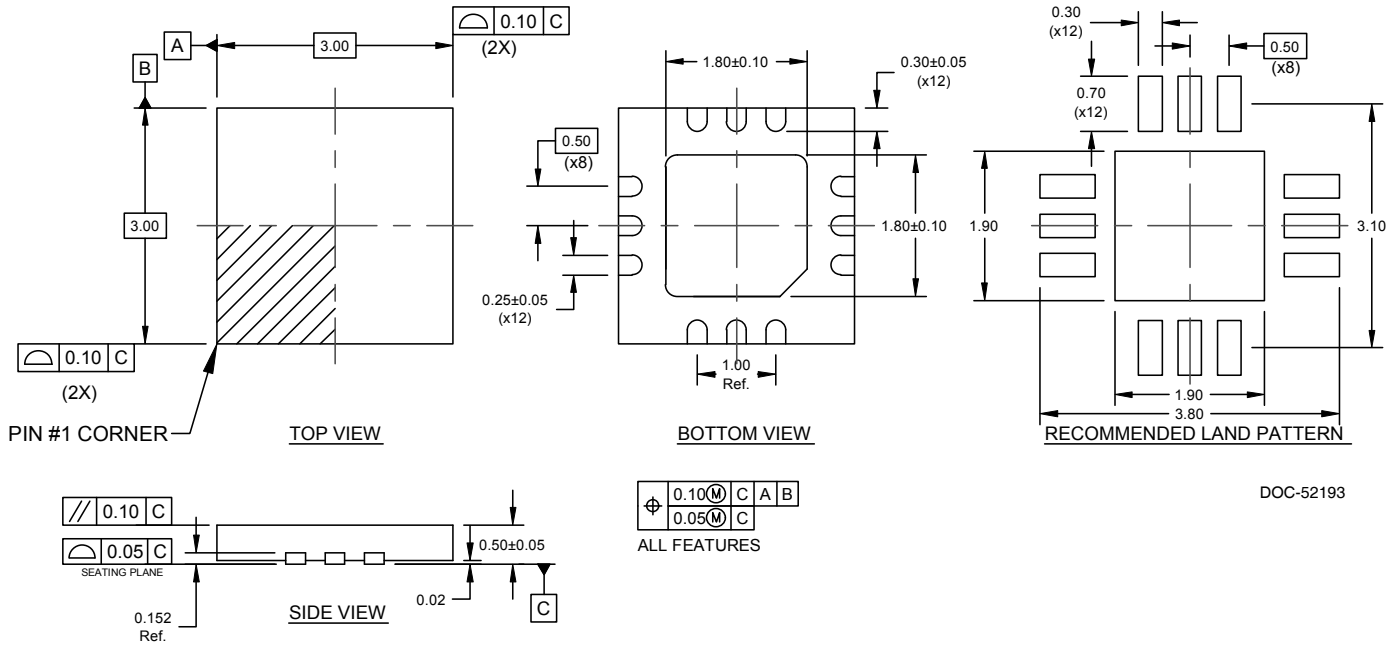 A
3.00
⌓ 0.10 C
(2X)
B
3.00
⌓ 0.10 C
(2X)
PIN #1 CORNER
TOP VIEW
1.80±0.10
0.30±0.05
(x12)
0.50
(x8)
1.80±0.10
0.25±0.05
(x12)
1.00
Ref.
BOTTOM VIEW
0.30
(x12)
0.50
(x8)
0.70
(x12)
1.90
3.10
1.90
3.80
RECOMMENDED LAND PATTERN
// 0.10 C
⌓ 0.05 C
SEATING PLANE
0.50±0.05
0.152
Ref.
SIDE VIEW
0.02
C
⌖ 0.10 Ⓜ C A B
0.05 Ⓜ C
ALL FEATURES
DOC-52193